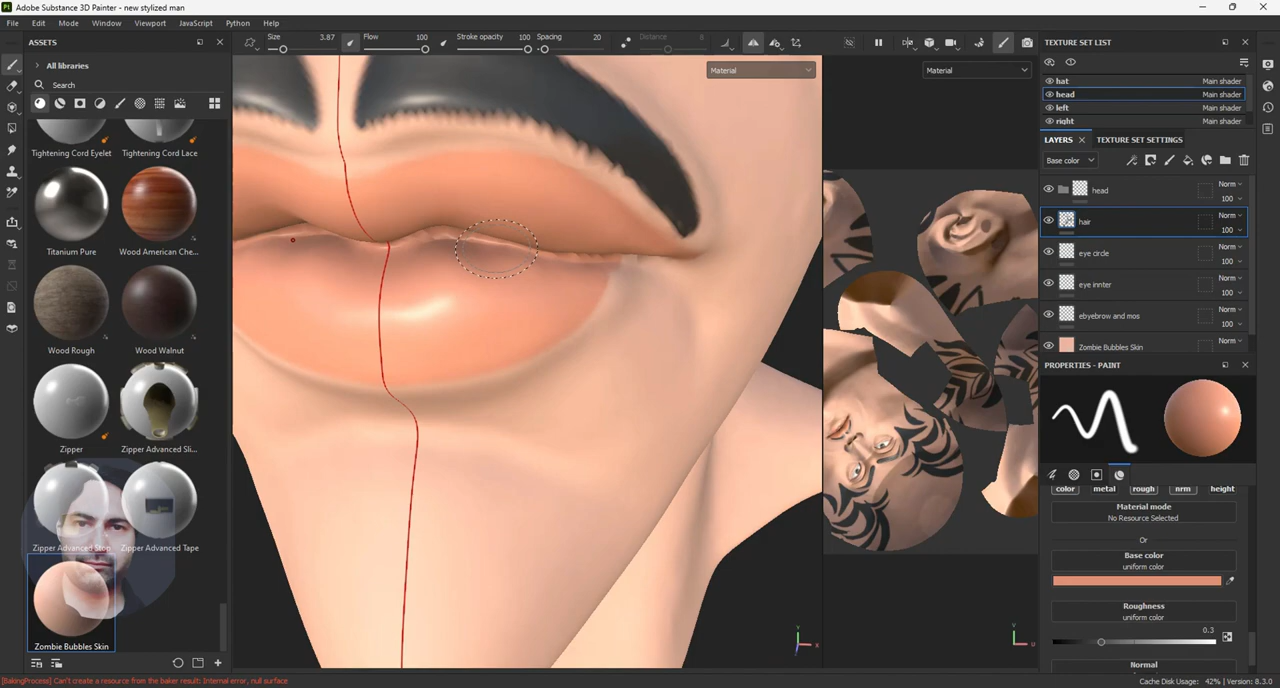 Adobe Substance 3D Painter - new stylized man
File Edit Mode Window Viewport JavaScript Python Help
Size 3.87 Flow 100 Stroke opacity 100 Spacing 20 Distance 8
ASSETS
All libraries
Search
Tightening Cord Eyelet Tightening Cord Lace
Titanium Pure Wood American Che...
Wood Rough Wood Walnut
Zipper Zipper Advanced Sli...
Zipper Advanced Stop Zipper Advanced Tape
Zombie Bubbles Skin
Material
Material
TEXTURE SET LIST
hat Main shader
head Main shader
left Main shader
right Main shader
LAYERS TEXTURE SET SETTINGS
Base color
head Norm 100
hair Norm 100
eye circle Norm 100
eye innter Norm 100
ebyebrow and mos Norm 100
Zombie Bubbles Skin Norm
PROPERTIES - PAINT
color metal rough nrm height
Material mode
No Resource Selected
Or
Base color
uniform color
Roughness
uniform color
0.3
Normal
[BakingProcess] Can't create a resource from the baker result: Internal error, null surface
Cache Disk Usage: 42% | Version: 8.3.0